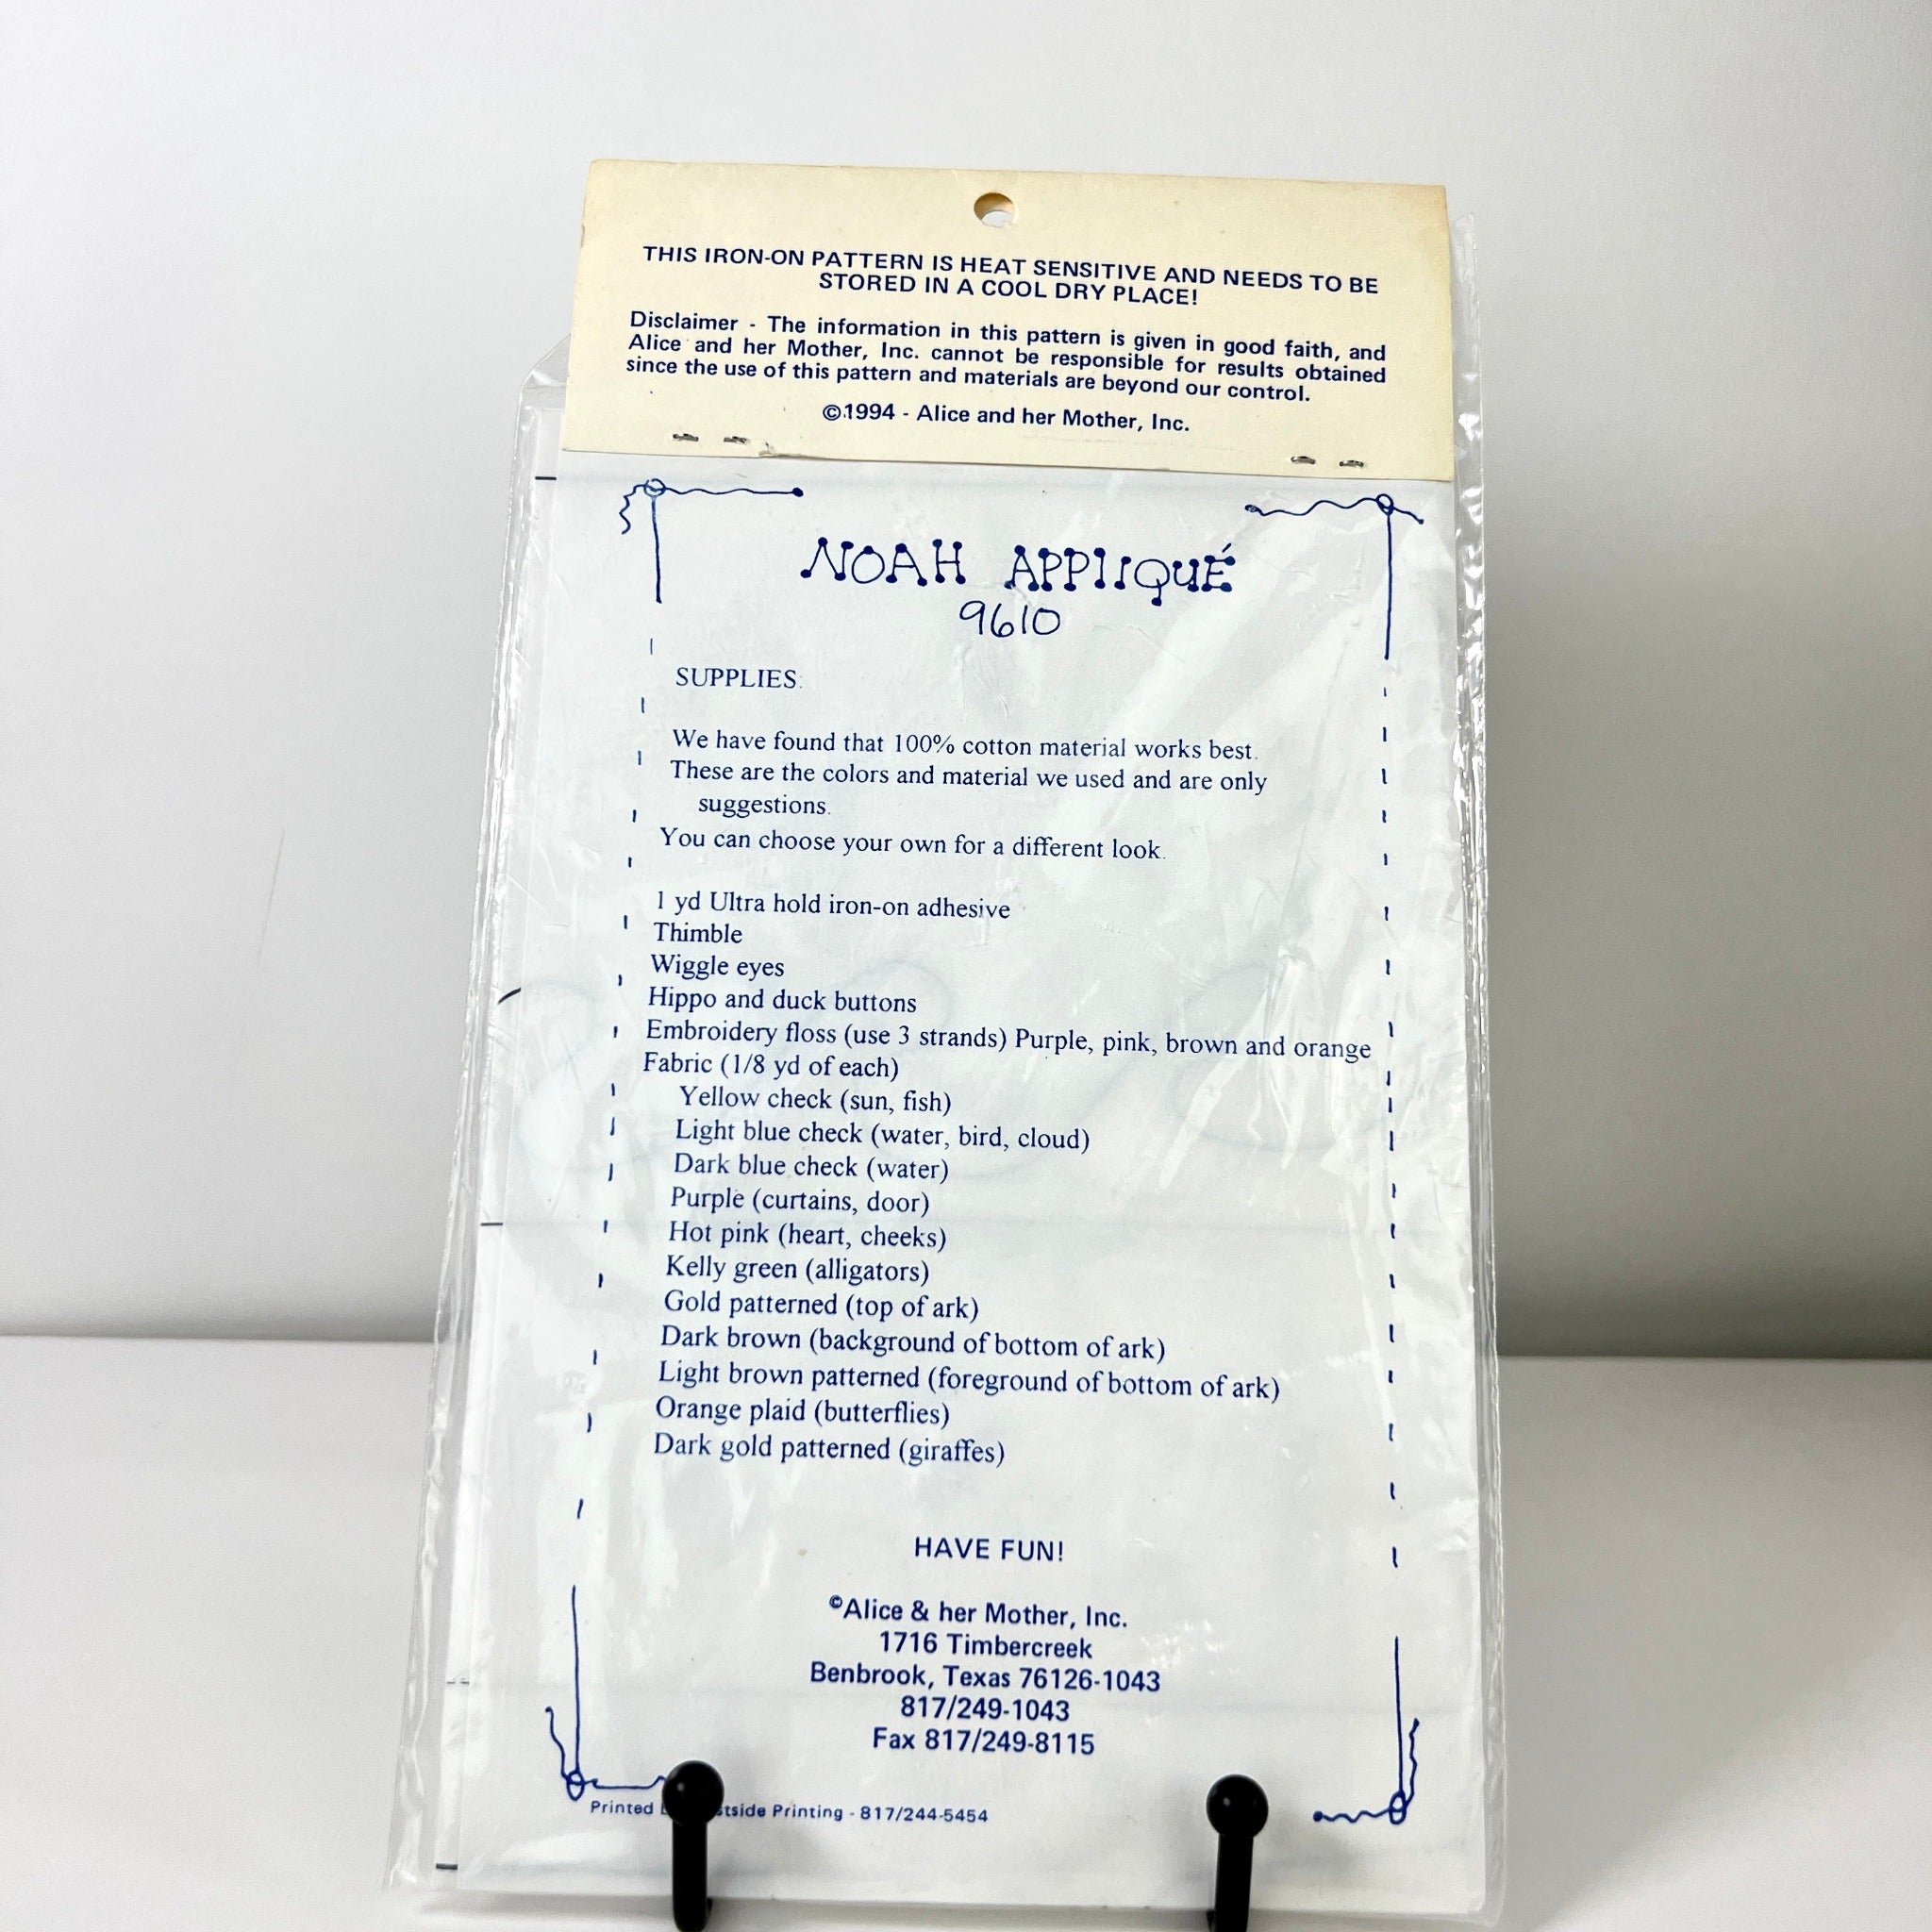 THIS IRON-ON PATTERN IS HEAT SENSITIVE AND NEEDS TO BE
STORED IN A COOL DRY PLACE!
Disclaimer - The information in this pattern is given in good faith, and
Alice and her Mother, Inc. cannot be responsible for results obtained
since the use of this pattern and materials are beyond our control.
©1994 - Alice and her Mother, Inc.
NOAH APPLIQUÉ
9610
SUPPLIES:
We have found that 100% cotton material works best.
These are the colors and material we used and are only
suggestions.
You can choose your own for a different look.
1 yd Ultra hold iron-on adhesive
Thimble
Wiggle eyes
Hippo and duck buttons
Embroidery floss (use 3 strands) Purple, pink, brown and orange
Fabric (1/8 yd of each)
Yellow check (sun, fish)
Light blue check (water, bird, cloud)
Dark blue check (water)
Purple (curtains, door)
Hot pink (heart, cheeks)
Kelly green (alligators)
Gold patterned (top of ark)
Dark brown (background of bottom of ark)
Light brown patterned (foreground of bottom of ark)
Orange plaid (butterflies)
Dark gold patterned (giraffes)
HAVE FUN!
©Alice & her Mother, Inc.
1716 Timbercreek
Benbrook, Texas 76126-1043
817/249-1043
Fax 817/249-8115
Printed Printing - 817/244-5454